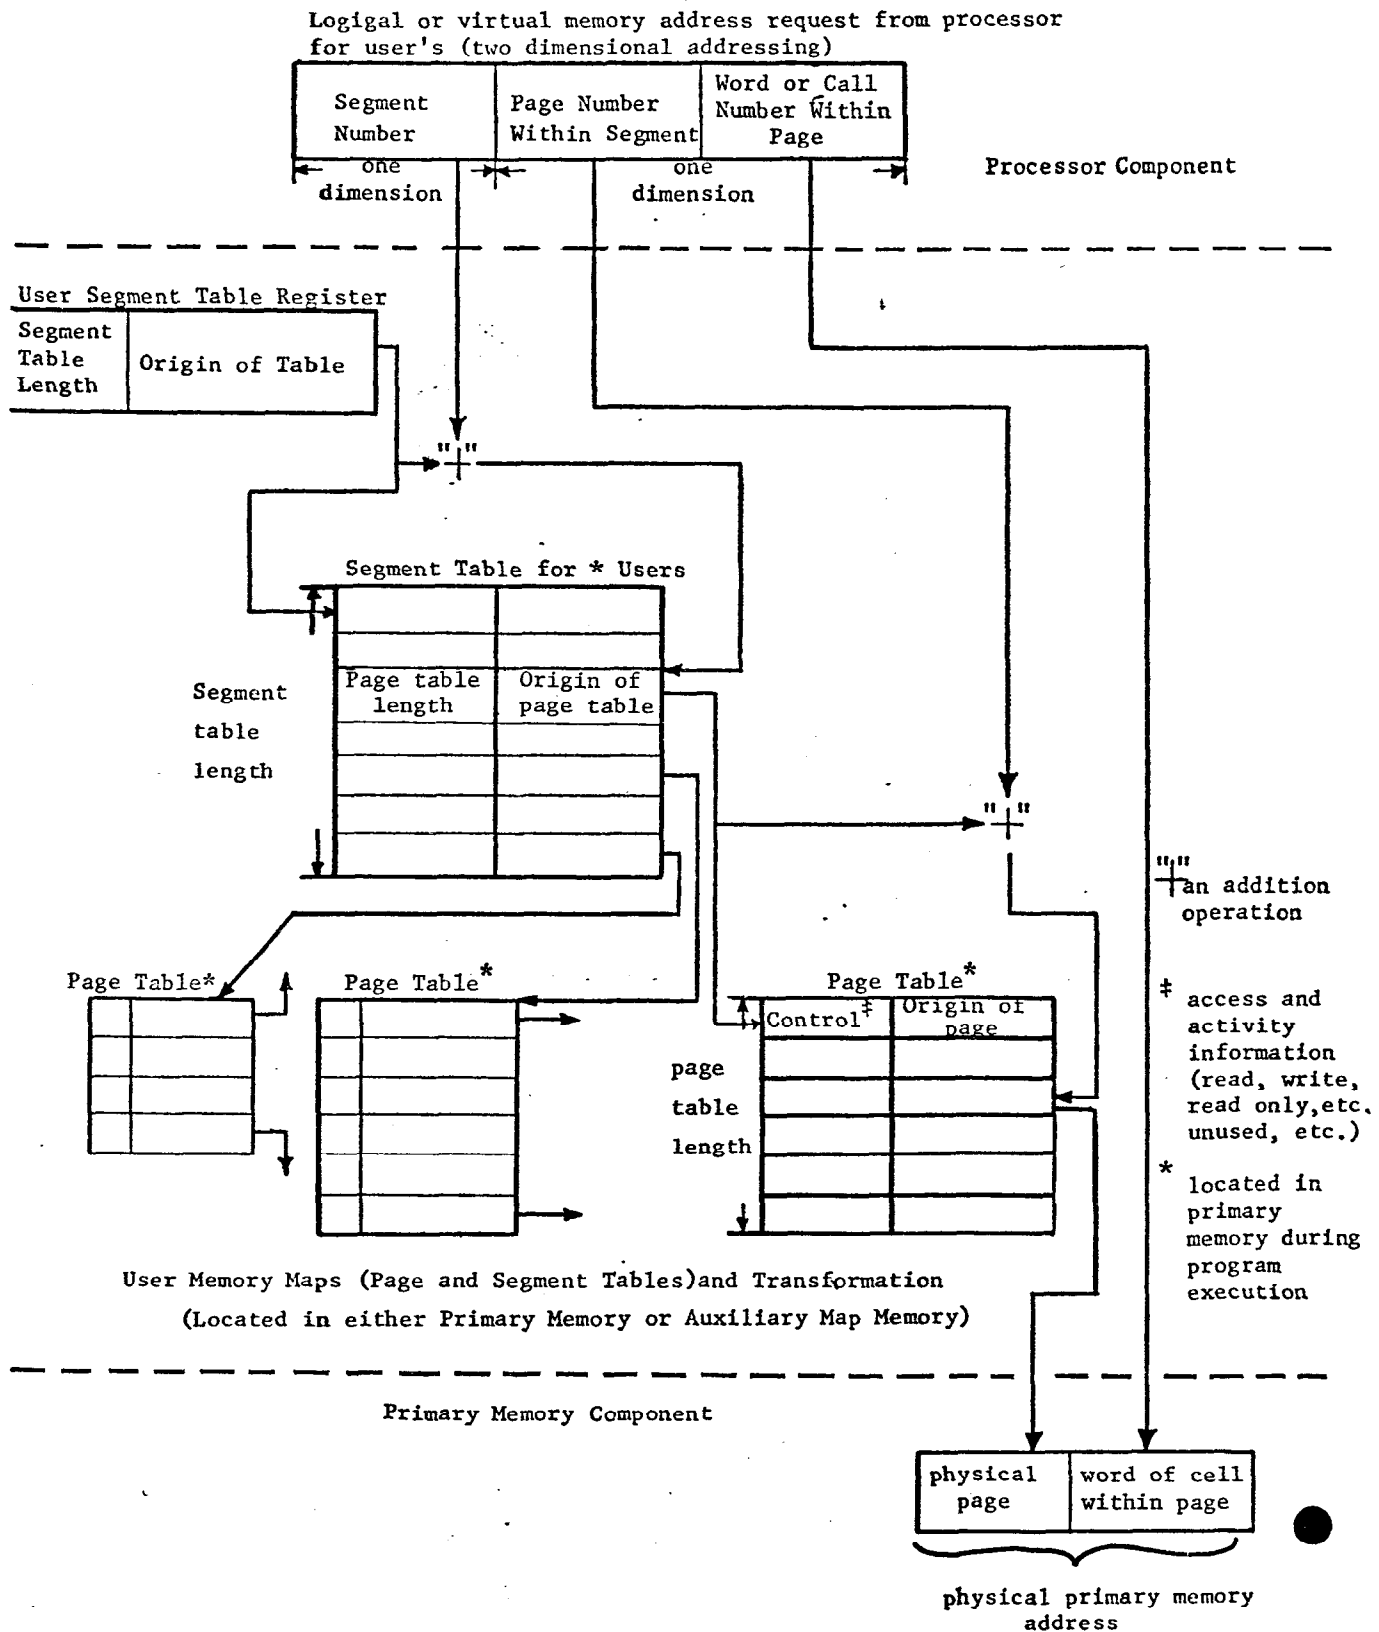 Logigal or virtual memory address request from processor
for user's (two dimensional addressing)
Segment
Number
Page Number
Within Segment
Word or Call
Number Within
Page
one
dimension
one
dimension
Processor Component
User Segment Table Register
Segment
Table
Length
Origin of Table
"+"
Segment Table for * Users
Segment
table
length
Page table
length
Origin of
page table
"+"
"+"
an addition
operation
Page Table*
Page Table*
Page Table*
Control‡
Origin of
page
page
table
length
‡ access and
activity
information
(read, write,
read only,etc.
unused, etc.)
* located in
primary
memory during
program
execution
User Memory Maps (Page and Segment Tables)and Transformation
(Located in either Primary Memory or Auxiliary Map Memory)
Primary Memory Component
physical
page
word of cell
within page
physical primary memory
address